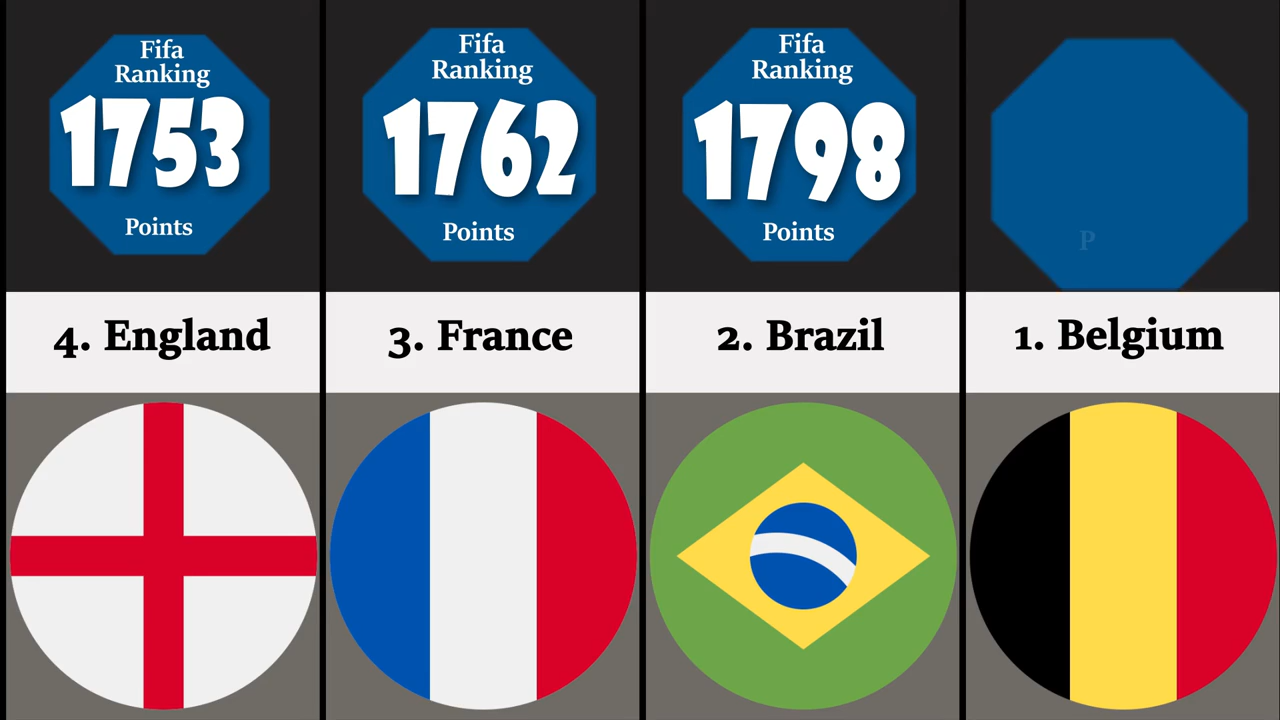 Fifa
Ranking
1753
Points
4. England
Fifa
Ranking
1762
Points
3. France
Fifa
Ranking
1798
Points
2. Brazil
P
1. Belgium